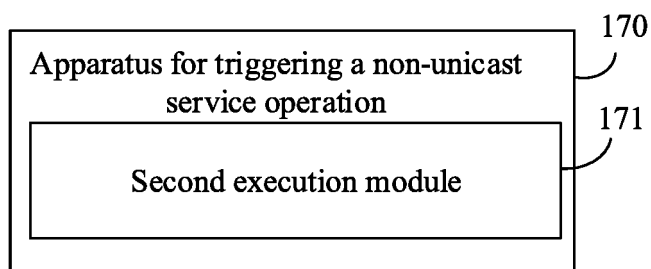 170
Apparatus for triggering a non-unicast
service operation
171
Second execution module